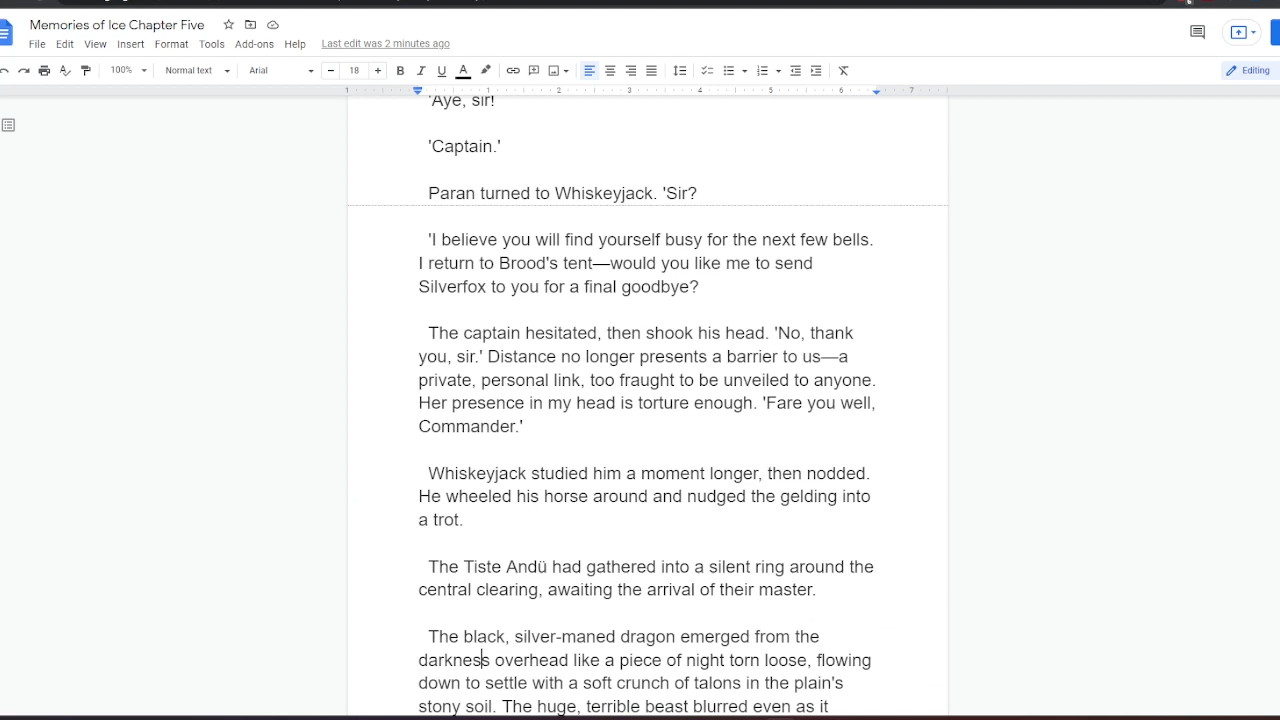 Memories of Ice Chapter Five
File Edit View Insert Format Tools Add-ons Help Last edit was 2 minutes ago
100% Normal text Arial 18 B I U A Editing
1 1 2 3 4 5 6 7
'Aye, sir!
'Captain.'
Paran turned to Whiskeyjack. 'Sir?
'I believe you will find yourself busy for the next few bells.
I return to Brood's tent—would you like me to send
Silverfox to you for a final goodbye?
The captain hesitated, then shook his head. 'No, thank
you, sir.' Distance no longer presents a barrier to us—a
private, personal link, too fraught to be unveiled to anyone.
Her presence in my head is torture enough. 'Fare you well,
Commander.'
Whiskeyjack studied him a moment longer, then nodded.
He wheeled his horse around and nudged the gelding into
a trot.
The Tiste Andü had gathered into a silent ring around the
central clearing, awaiting the arrival of their master.
The black, silver-maned dragon emerged from the
darkness overhead like a piece of night torn loose, flowing
down to settle with a soft crunch of talons in the plain's
stony soil. The huge, terrible beast blurred even as it